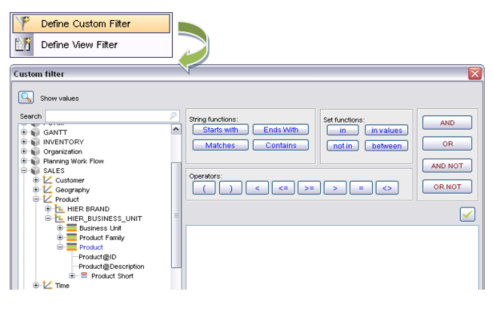 Define Custom Filter
Define View Filter
Custom filter
Show values
Search
GANTT
INVENTORY
Organization
Planning Work Flow
SALES
Customer
Geography
Product
HIER BRAND
HIER_BUSINESS_UNIT
Business Unit
Product Family
Product
Product@ID
Product@Description
Product Short
Time
String functions:
Starts with Ends With
Matches Contains
Set functions:
in in values
not in between
Operators:
( ) < <= >= > = <>
AND
OR
AND NOT
OR NOT